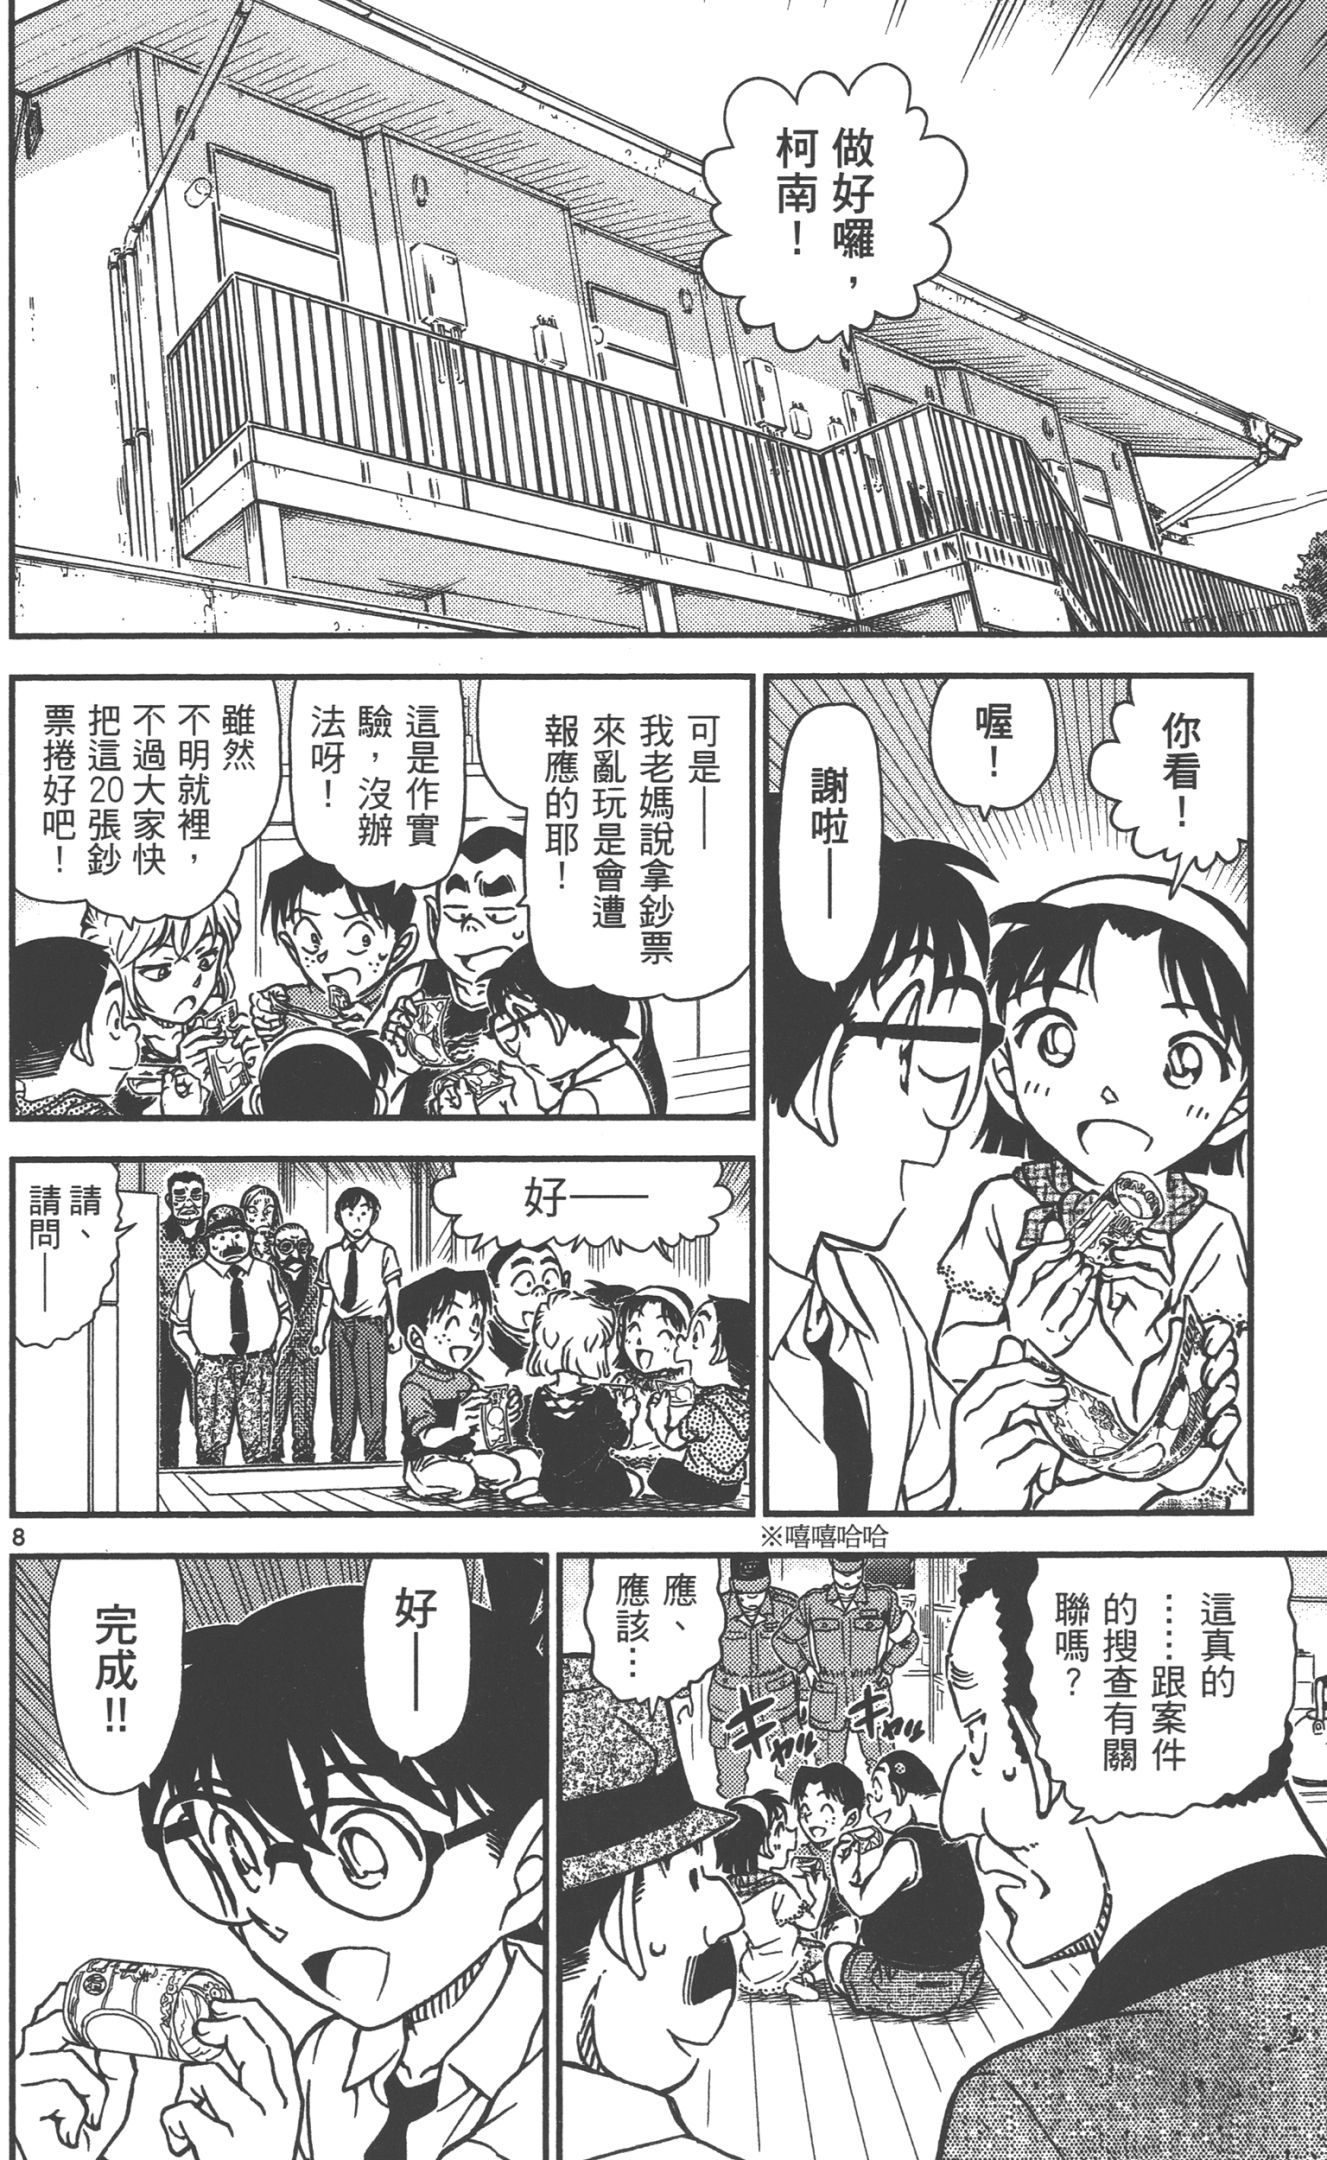 做好囉，
柯南！
你看！
喔！
謝啦——
可是——
我老媽說拿鈔票
來亂玩是會遭
報應的耶！
這是作實
驗，沒辦
法呀！
雖然
不明就裡，
不過大家快
把這20張鈔
票捲好吧！
好——
請、
請問——
8
※嘻嘻哈哈
這真的
……跟案件
的搜查有關
聯嗎？
應、
應該…
キャッ
キャッ
好——
完成!!